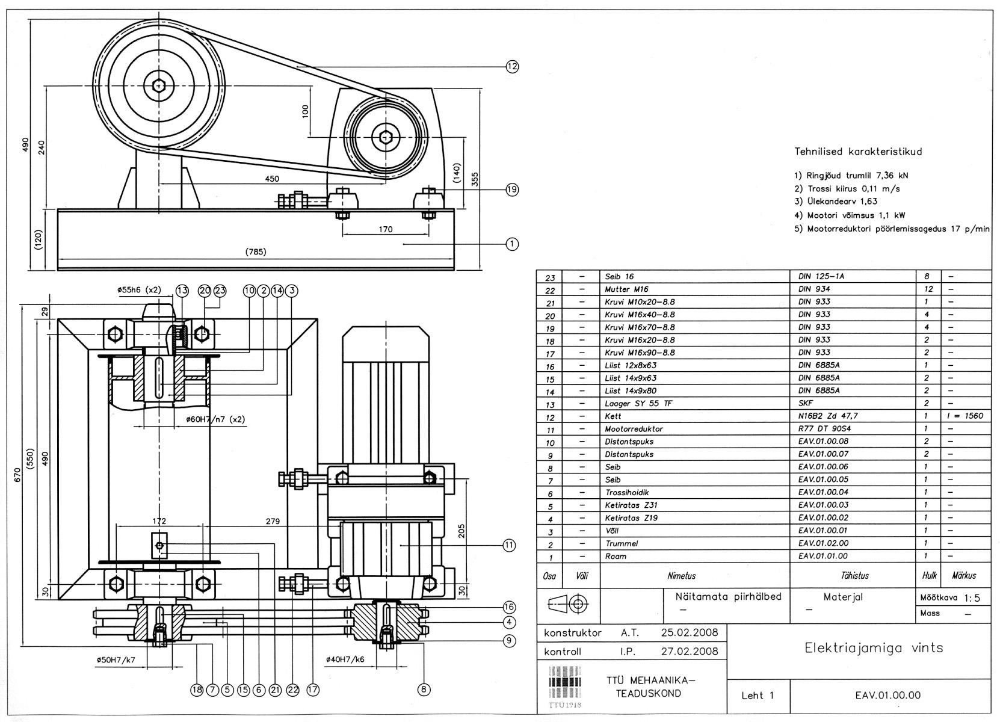 12
490
240
100
450
(140)
355
19
170
(120)
(785)
1
Tehnilised karakteristikud
1) Ringjõud trumlil 7,36 kN
2) Trossi kiirus 0,11 m/s
3) Ülekandearv 1,63
4) Mootori võimsus 1,1 kW
5) Mootorreduktori pöörlemissagedus 17 p/min
ø55h6 (x2)
13 20 23 10 2 14 3
29
ø60H7/n7 (x2)
670
(550)
490
172
279
205
11
30
30
16
4
9
ø50H7/k7
ø40H7/k6
18 7 5 15 6 21 22 17 8
23 – Seib 16 DIN 125-1A 8 –
22 – Mutter M16 DIN 934 12 –
21 – Kruvi M10x20-8.8 DIN 933 1 –
20 – Kruvi M16x40-8.8 DIN 933 4 –
19 – Kruvi M16x70-8.8 DIN 933 4 –
18 – Kruvi M16x20-8.8 DIN 933 2 –
17 – Kruvi M16x90-8.8 DIN 933 2 –
16 – Liist 12x8x63 DIN 6885A 1 –
15 – Liist 14x9x63 DIN 6885A 2 –
14 – Liist 14x9x80 DIN 6885A 2 –
13 – Laager SY 55 TF SKF 2 –
12 – Kett N16B2 Zd 47,7 1 l = 1560
11 – Mootorreduktor R77 DT 90S4 1 –
10 – Distantspuks EAV.01.00.08 2 –
9 – Distantspuks EAV.01.00.07 2 –
8 – Seib EAV.01.00.06 1 –
7 – Seib EAV.01.00.05 1 –
6 – Trossihoidik EAV.01.00.04 1 –
5 – Ketiratas Z31 EAV.01.00.03 1 –
4 – Ketiratas Z19 EAV.01.00.02 1 –
3 – Võll EAV.01.00.01 1 –
2 – Trummel EAV.01.02.00 1 –
1 – Raam EAV.01.01.00 1 –
Osa Väli Nimetus Tähistus Hulk Märkus
Näitamata piirhälbed
–
Materjal
–
Mõõtkava 1:5
Mass –
konstruktor A.T. 25.02.2008
kontroll I.P. 27.02.2008
Elektriajamiga vints
TTÜ1918
TTÜ MEHAANIKA-
TEADUSKOND
Leht 1
EAV.01.00.00